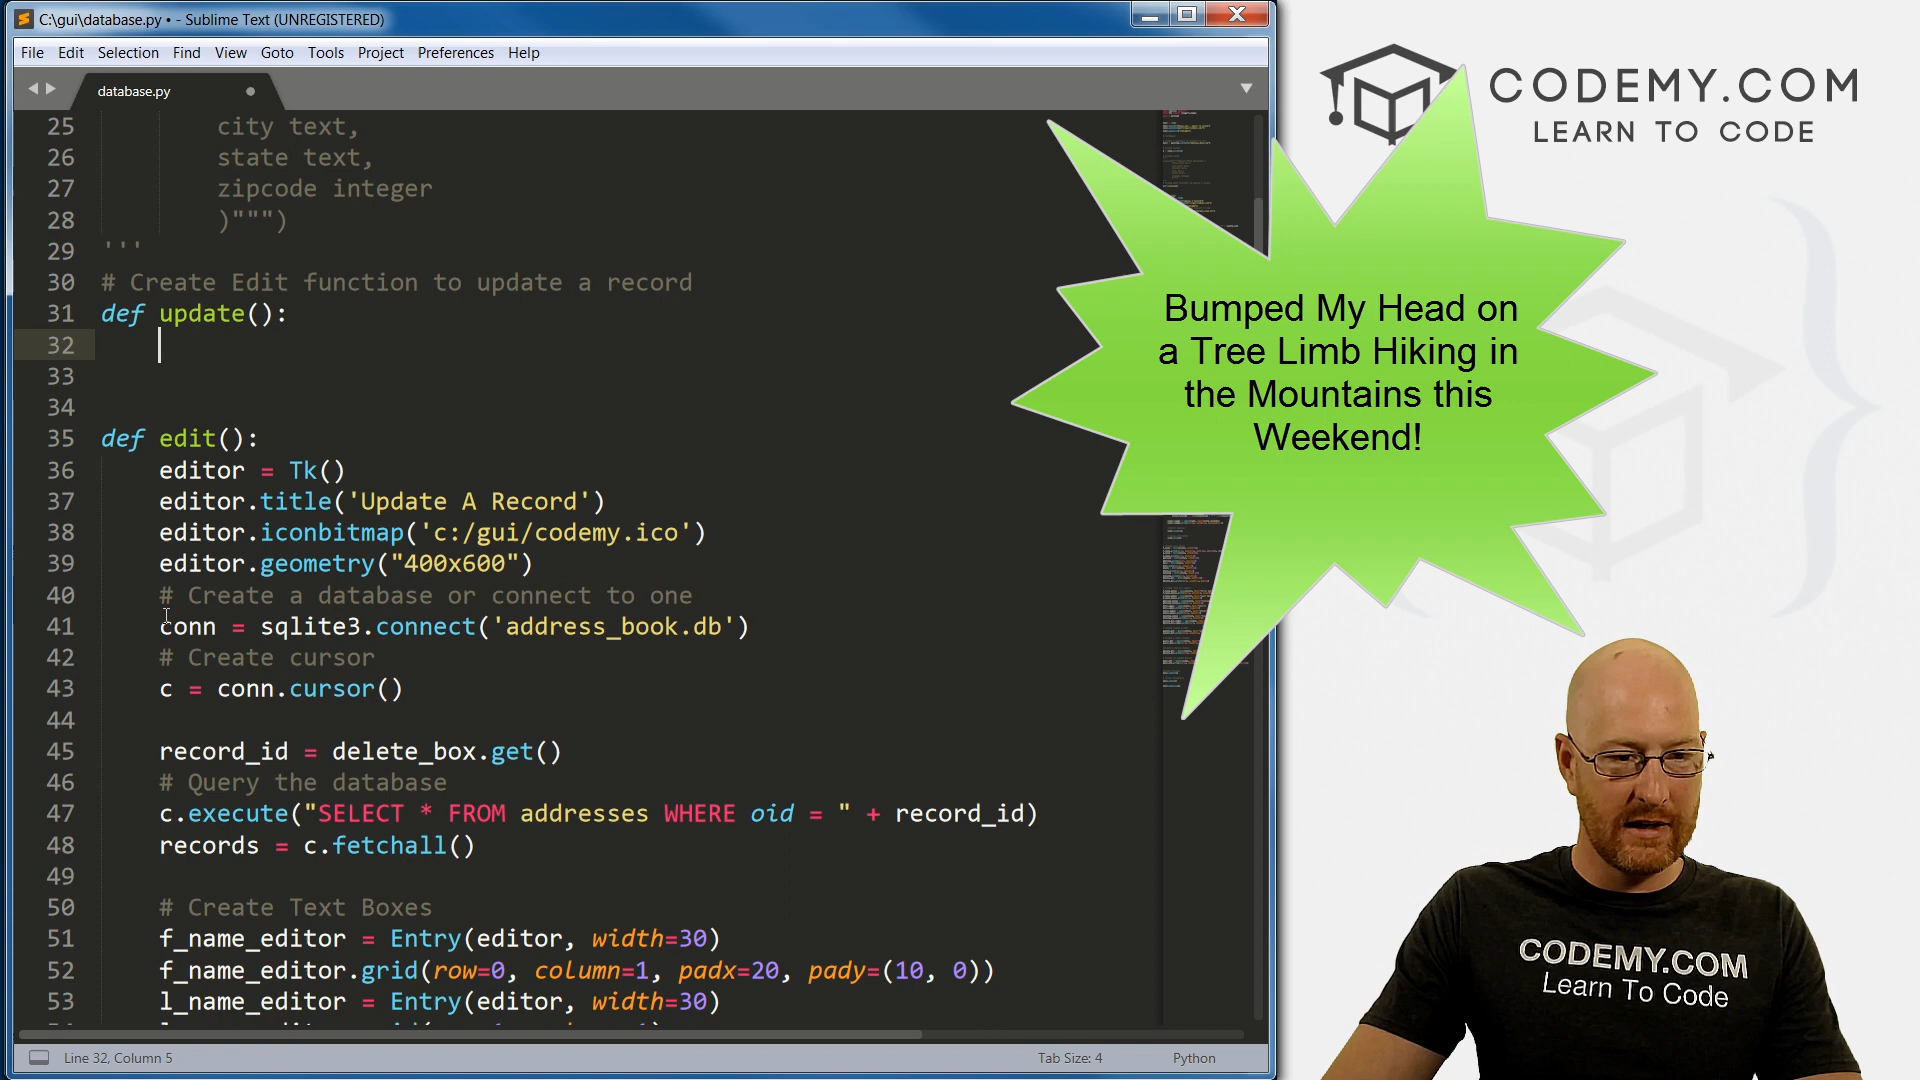 C:\gui\database.py • - Sublime Text (UNREGISTERED)
File Edit Selection Find View Goto Tools Project Preferences Help
database.py
25 city text,
26 state text,
27 zipcode integer
28 )""")
29 '''
30 # Create Edit function to update a record
31 def update():
32
33
34
35 def edit():
36 editor = Tk()
37 editor.title('Update A Record')
38 editor.iconbitmap('c:/gui/codemy.ico')
39 editor.geometry("400x600")
40 # Create a database or connect to one
41 conn = sqlite3.connect('address_book.db')
42 # Create cursor
43 c = conn.cursor()
44
45 record_id = delete_box.get()
46 # Query the database
47 c.execute("SELECT * FROM addresses WHERE oid = " + record_id)
48 records = c.fetchall()
49
50 # Create Text Boxes
51 f_name_editor = Entry(editor, width=30)
52 f_name_editor.grid(row=0, column=1, padx=20, pady=(10, 0))
53 l_name_editor = Entry(editor, width=30)
Line 32, Column 5
Tab Size: 4
Python
CODEMY.COM
LEARN TO CODE
Bumped My Head on
a Tree Limb Hiking in
the Mountains this
Weekend!
CODEMY.COM
Learn To Code